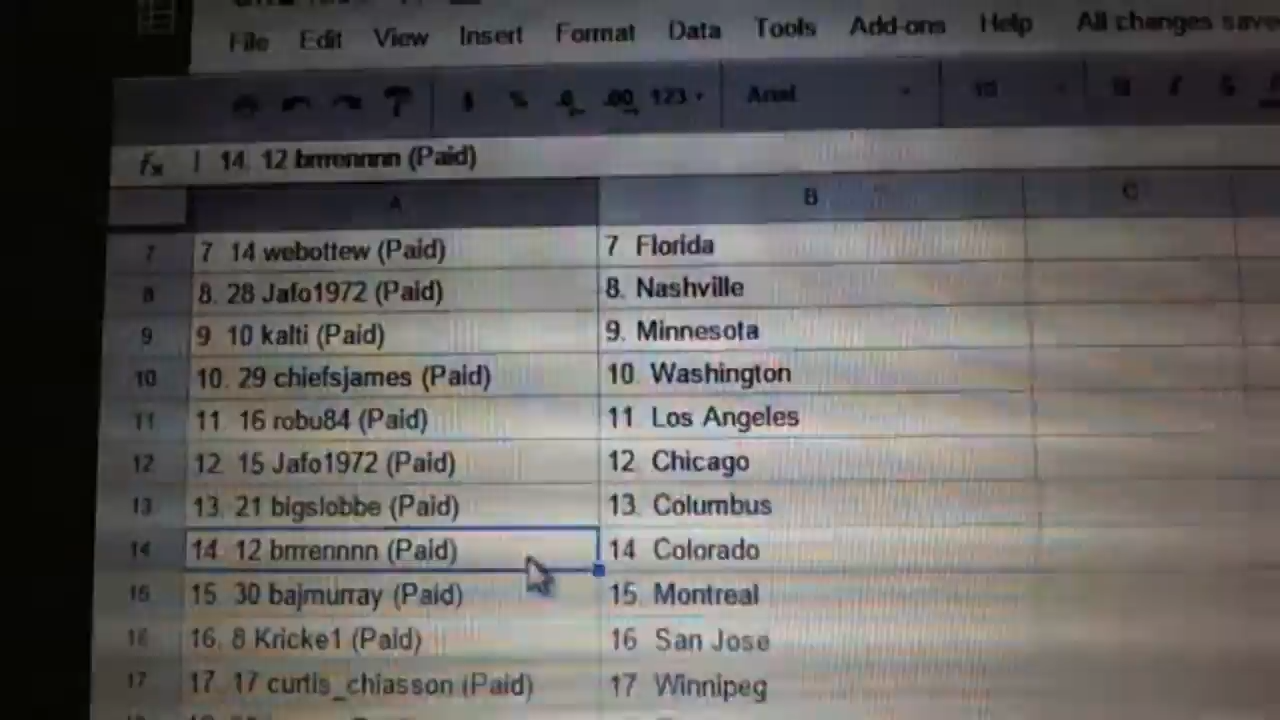 File Edit View Insert Format Data Tools Add-ons Help All changes save
$ % .0 .00 123 Arial 10
fx 14. 12 brrrennnn (Paid)
A B C
7 7 14 webottew (Paid) 7 Florida
8 8. 28 Jafo1972 (Paid) 8. Nashville
9 9 10 kalti (Paid) 9. Minnesota
10 10. 29 chiefsjames (Paid) 10. Washington
11 11 16 robu84 (Paid) 11 Los Angeles
12 12. 15 Jafo1972 (Paid) 12 Chicago
13 13. 21 bigslobbe (Paid) 13. Columbus
14 14. 12 brrrennnn (Paid) 14 Colorado
15 15. 30 bajmurray (Paid) 15. Montreal
16 16. 8 Kricke1 (Paid) 16 San Jose
17 17. 17 curtis_chiasson (Paid) 17 Winnipeg